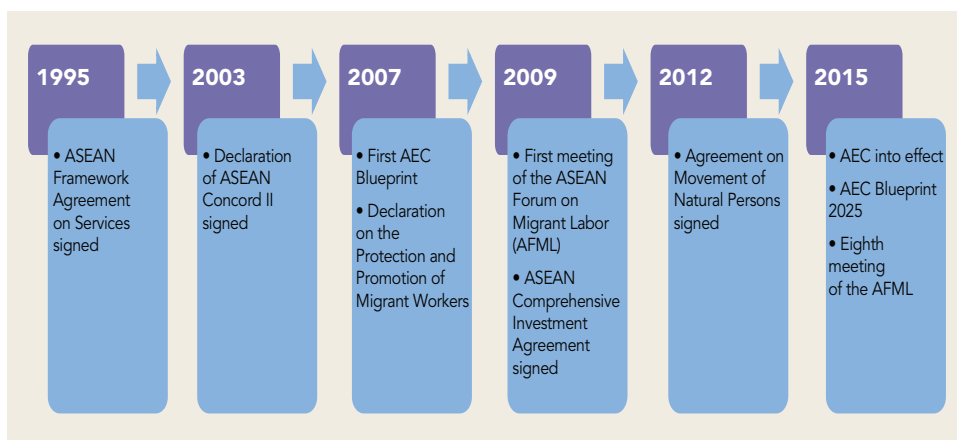 1995
• ASEAN
Framework
Agreement
on Services
signed
2003
• Declaration
of ASEAN
Concord II
signed
2007
• First AEC
Blueprint
• Declaration
on the
Protection and
Promotion of
Migrant Workers
2009
• First meeting
of the ASEAN
Forum on
Migrant Labor
(AFML)
• ASEAN
Comprehensive
Investment
Agreement
signed
2012
• Agreement on
Movement of
Natural Persons
signed
2015
• AEC into effect
• AEC Blueprint
2025
• Eighth
meeting
of the AFML